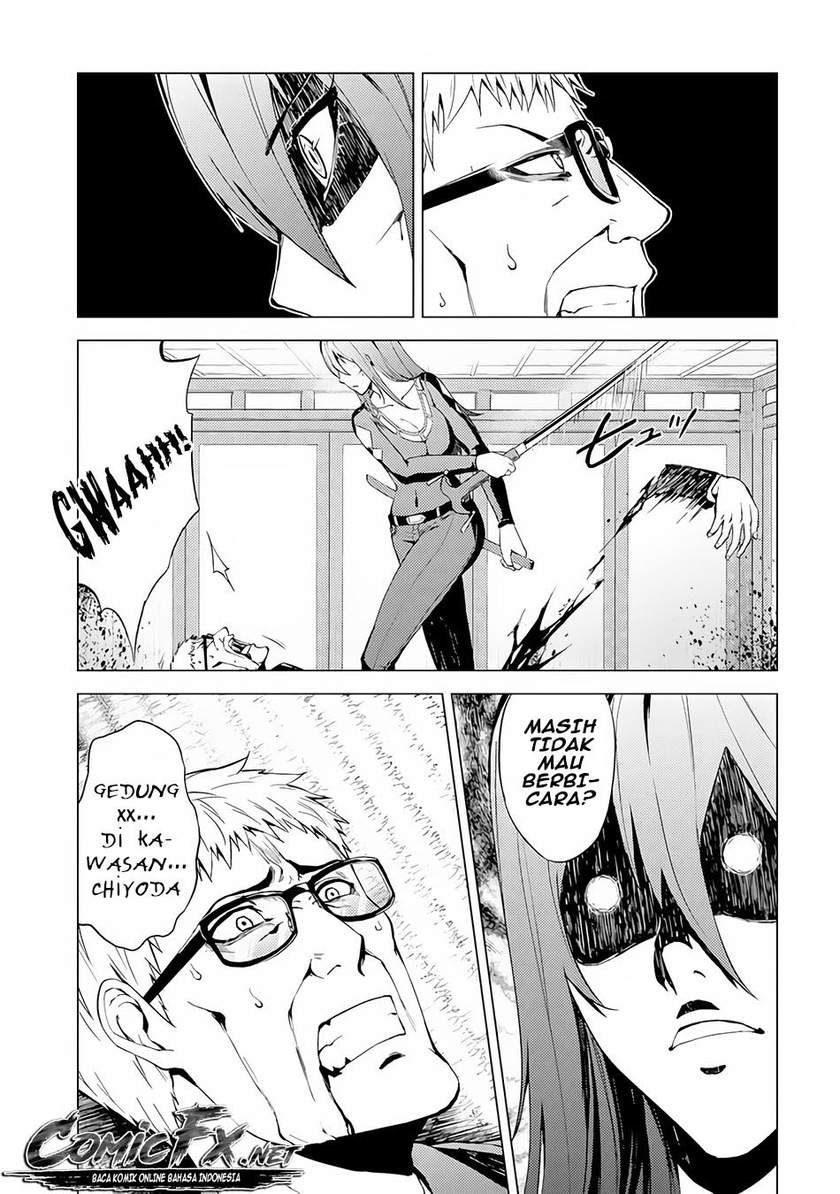 GWAAHH!
ヒュッ
MASIH
TIDAK
MAU
BERBI-
CARA?
GEDUNG
XX...
DI KA-
WASAN...
CHIYODA
COMICFX.NET
BACA KOMIK ONLINE BAHASA INDONESIA